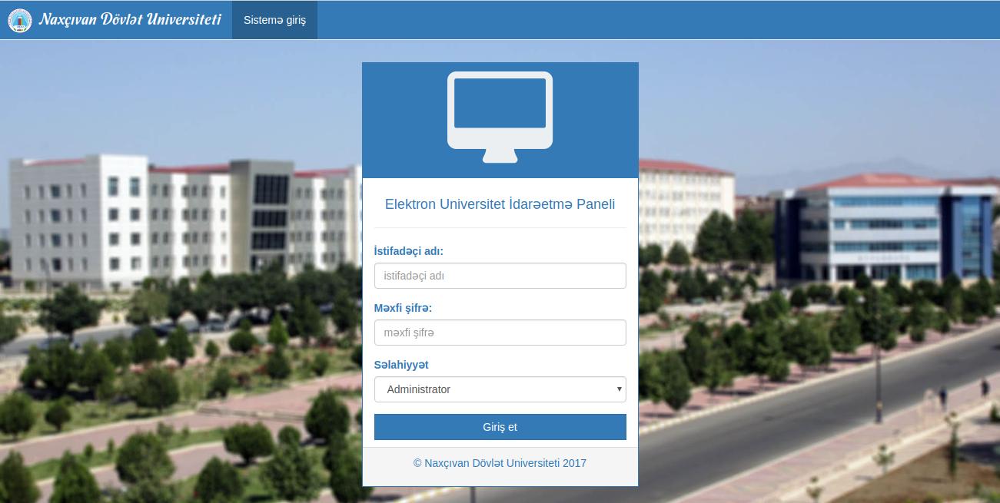 Naxçıvan Dövlət Universiteti
Sistemə giriş
Elektron Universitet İdarəetmə Paneli
İstifadəçi adı:
istifadəçi adı
Məxfi şifrə:
məxfi şifrə
Səlahiyyət
Administrator
Giriş et
© Naxçıvan Dövlət Universiteti 2017